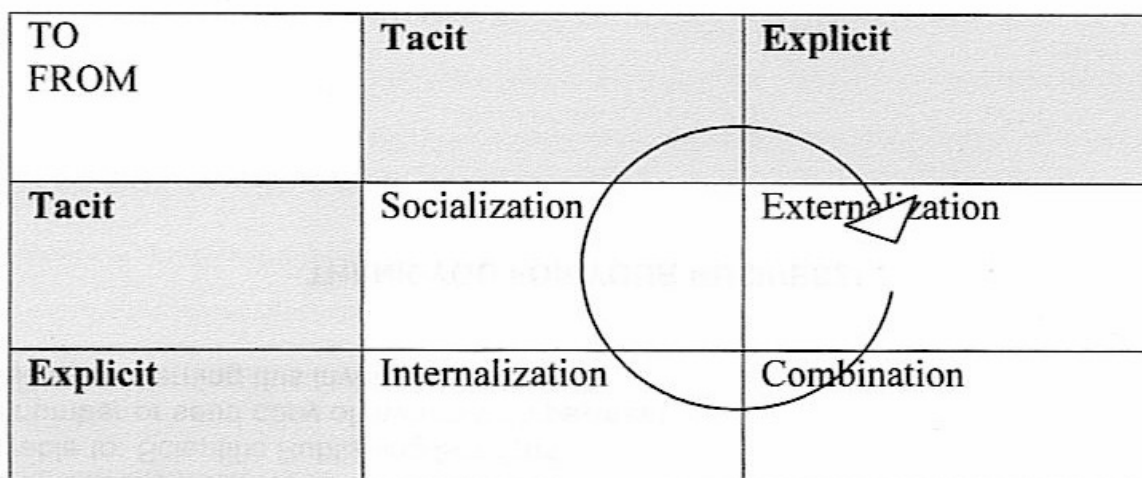 TO
FROM
Tacit
Explicit
Tacit
Socialization
Externalization
Explicit
Internalization
Combination